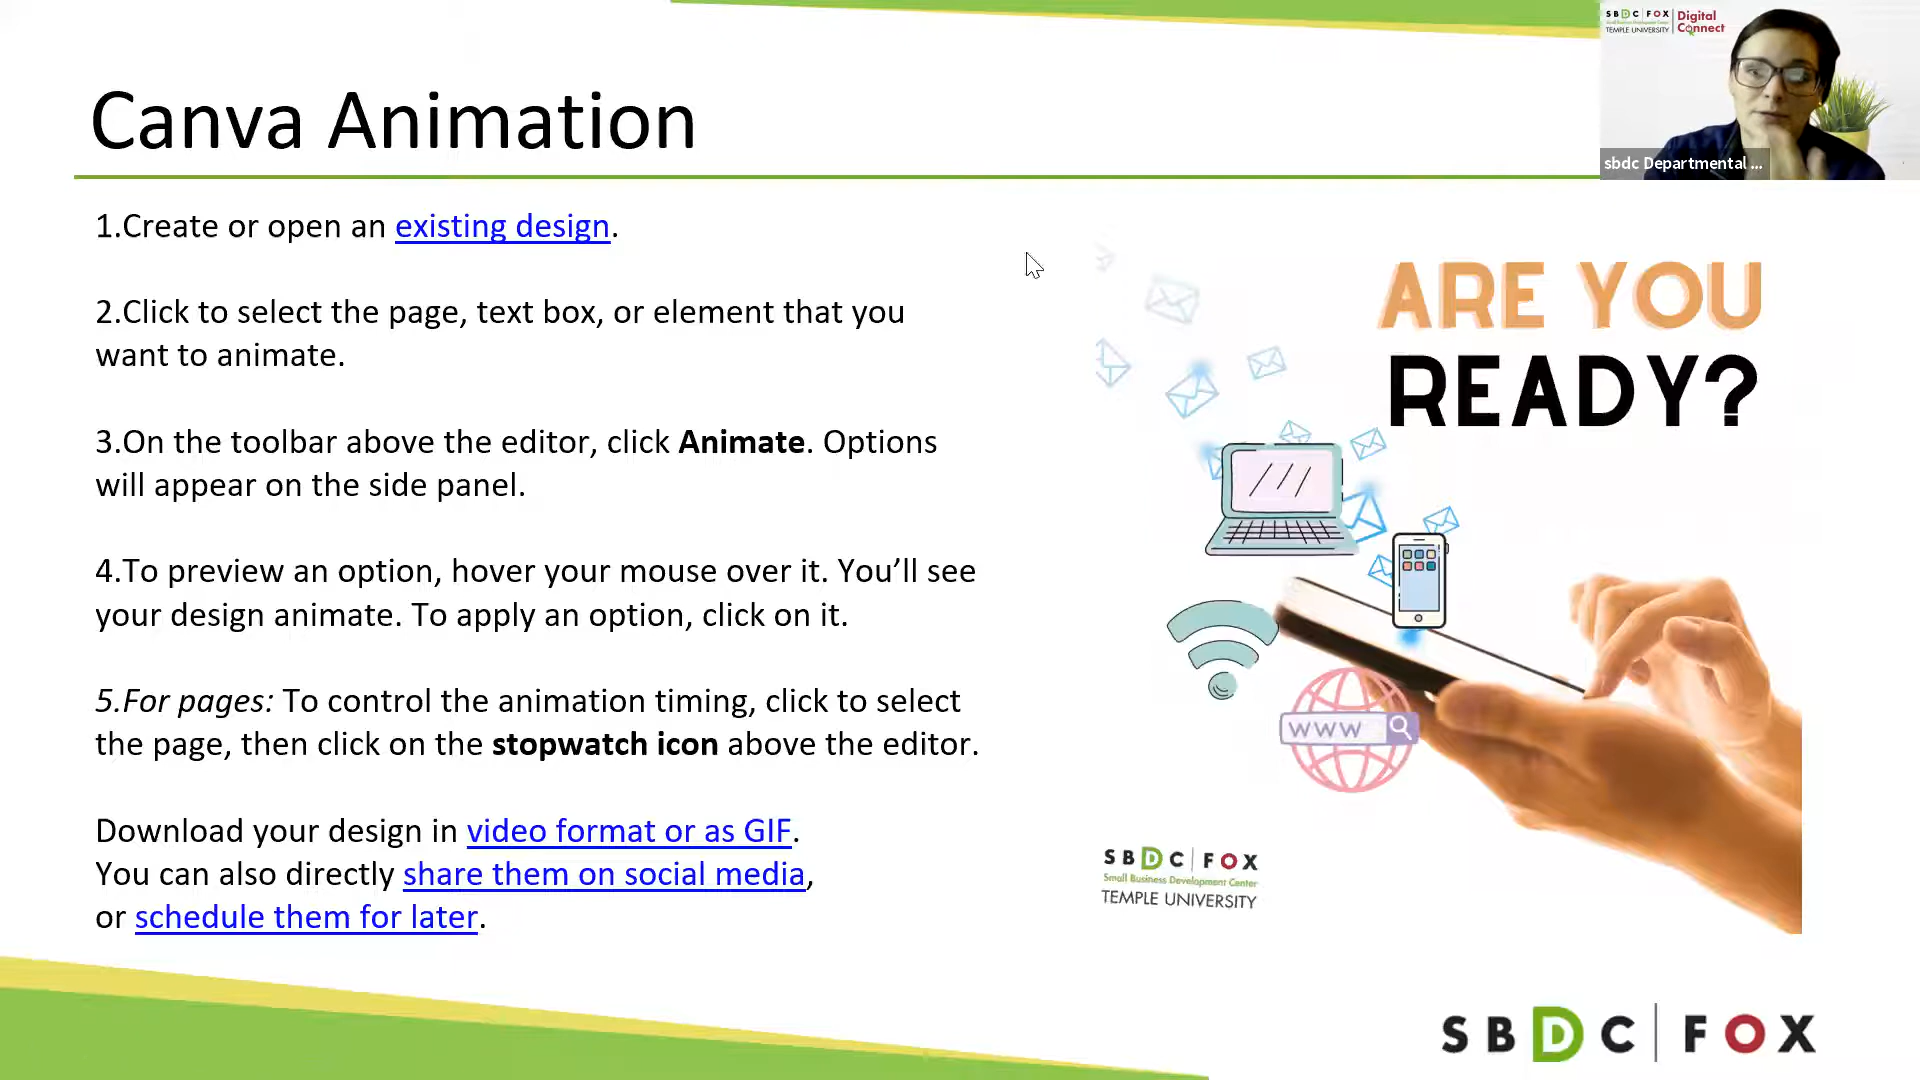 SBDC FOX Digital
TEMPLE UNIVERSITY Connect
sbdc Departmental ...
Canva Animation
1.Create or open an existing design.
2.Click to select the page, text box, or element that you
want to animate.
3.On the toolbar above the editor, click Animate. Options
will appear on the side panel.
4.To preview an option, hover your mouse over it. You’ll see
your design animate. To apply an option, click on it.
5.For pages: To control the animation timing, click to select
the page, then click on the stopwatch icon above the editor.
Download your design in video format or as GIF.
You can also directly share them on social media,
or schedule them for later.
ARE YOU
READY?
WWW
SBDC FOX
Small Business Development Center
TEMPLE UNIVERSITY
SBDC FOX